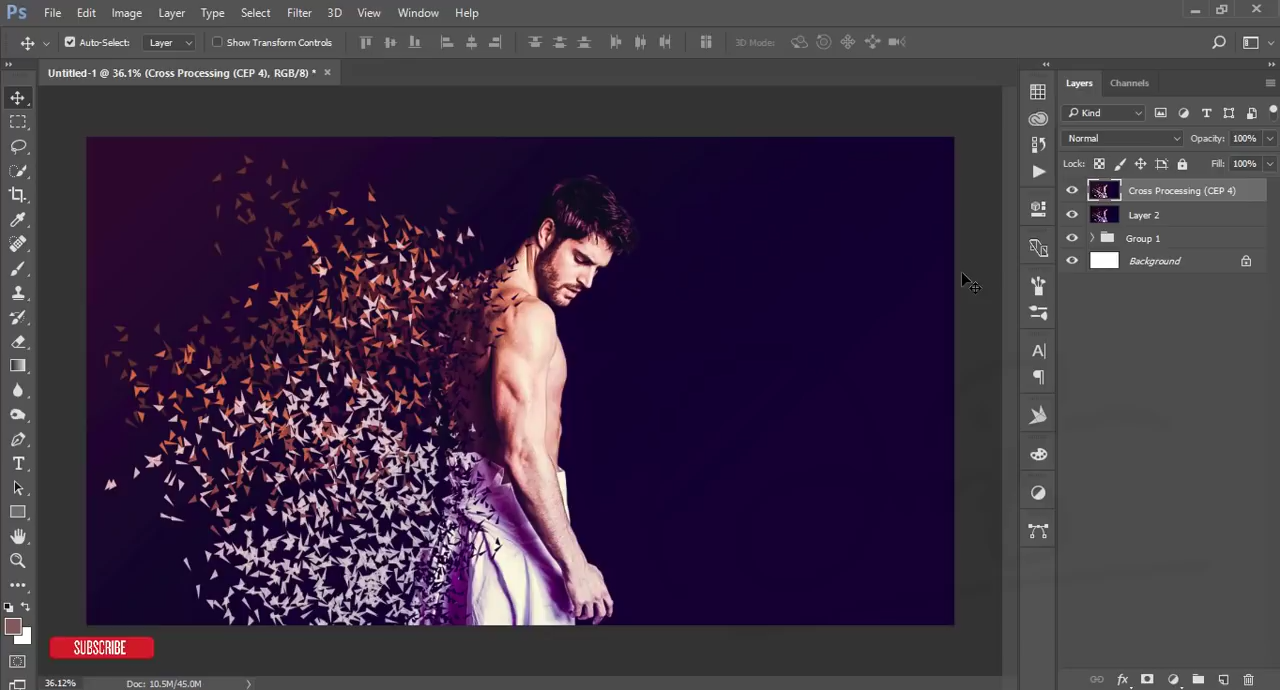 Ps File Edit Image Layer Type Select Filter 3D View Window Help
Auto-Select: Layer Show Transform Controls 3D Mode:
Untitled-1 @ 36.1% (Cross Processing (CEP 4), RGB/8) * ×
Layers Channels
Kind
Normal Opacity: 100%
Lock: Fill: 100%
Cross Processing (CEP 4)
Layer 2
Group 1
Background
SUBSCRIBE
36.12% Doc: 10.5M/45.0M